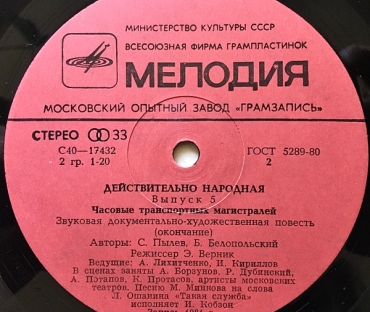 МИНИСТЕРСТВО КУЛЬТУРЫ СССР
ВСЕСОЮЗНАЯ ФИРМА ГРАМПЛАСТИНОК
МЕЛОДИЯ
МОСКОВСКИЙ ОПЫТНЫЙ ЗАВОД «ГРАМЗАПИСЬ»
СТЕРЕО 33
С40—17432 ГОСТ 5289-80
2 гр. 1-20 2
ДЕЙСТВИТЕЛЬНО НАРОДНАЯ
Выпуск 5
Часовые транспортных магистралей
Звуковая документально-художественная повесть
(окончание)
Авторы: С. Пылев, Б. Белопольский
Режиссер Э. Верник
Ведущие: А. Лихитченко, И. Кириллов
В сценах заняты А. Борзунов, Р. Дубинский,
А. Пэтапов, К. Протасов, артисты московских
театров. Песню М. Минкова на слова
Л. Ошанина «Такая служба»
исполняет И. Кобзон